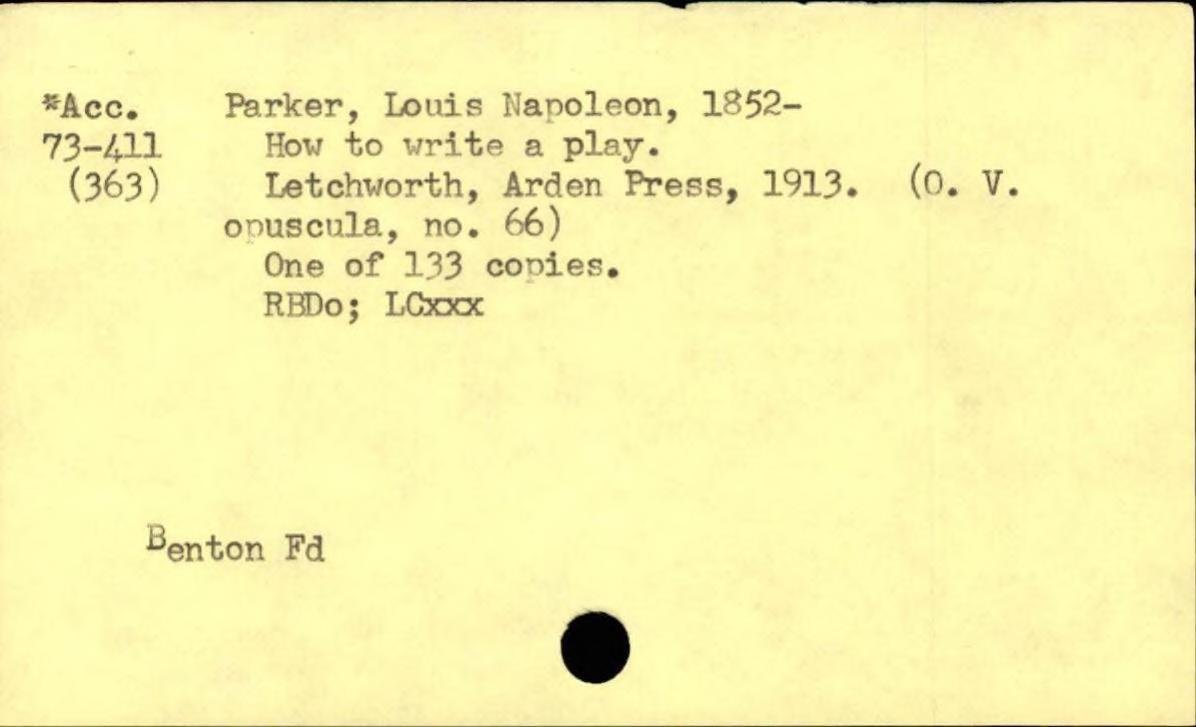 *Acc. Parker, Louis Napoleon, 1852-
73-411 How to write a play.
(363) Letchworth, Arden Press, 1913. (O. V.
opuscula, no. 66)
One of 133 copies.
RBDo; LCxxx
Benton Fd